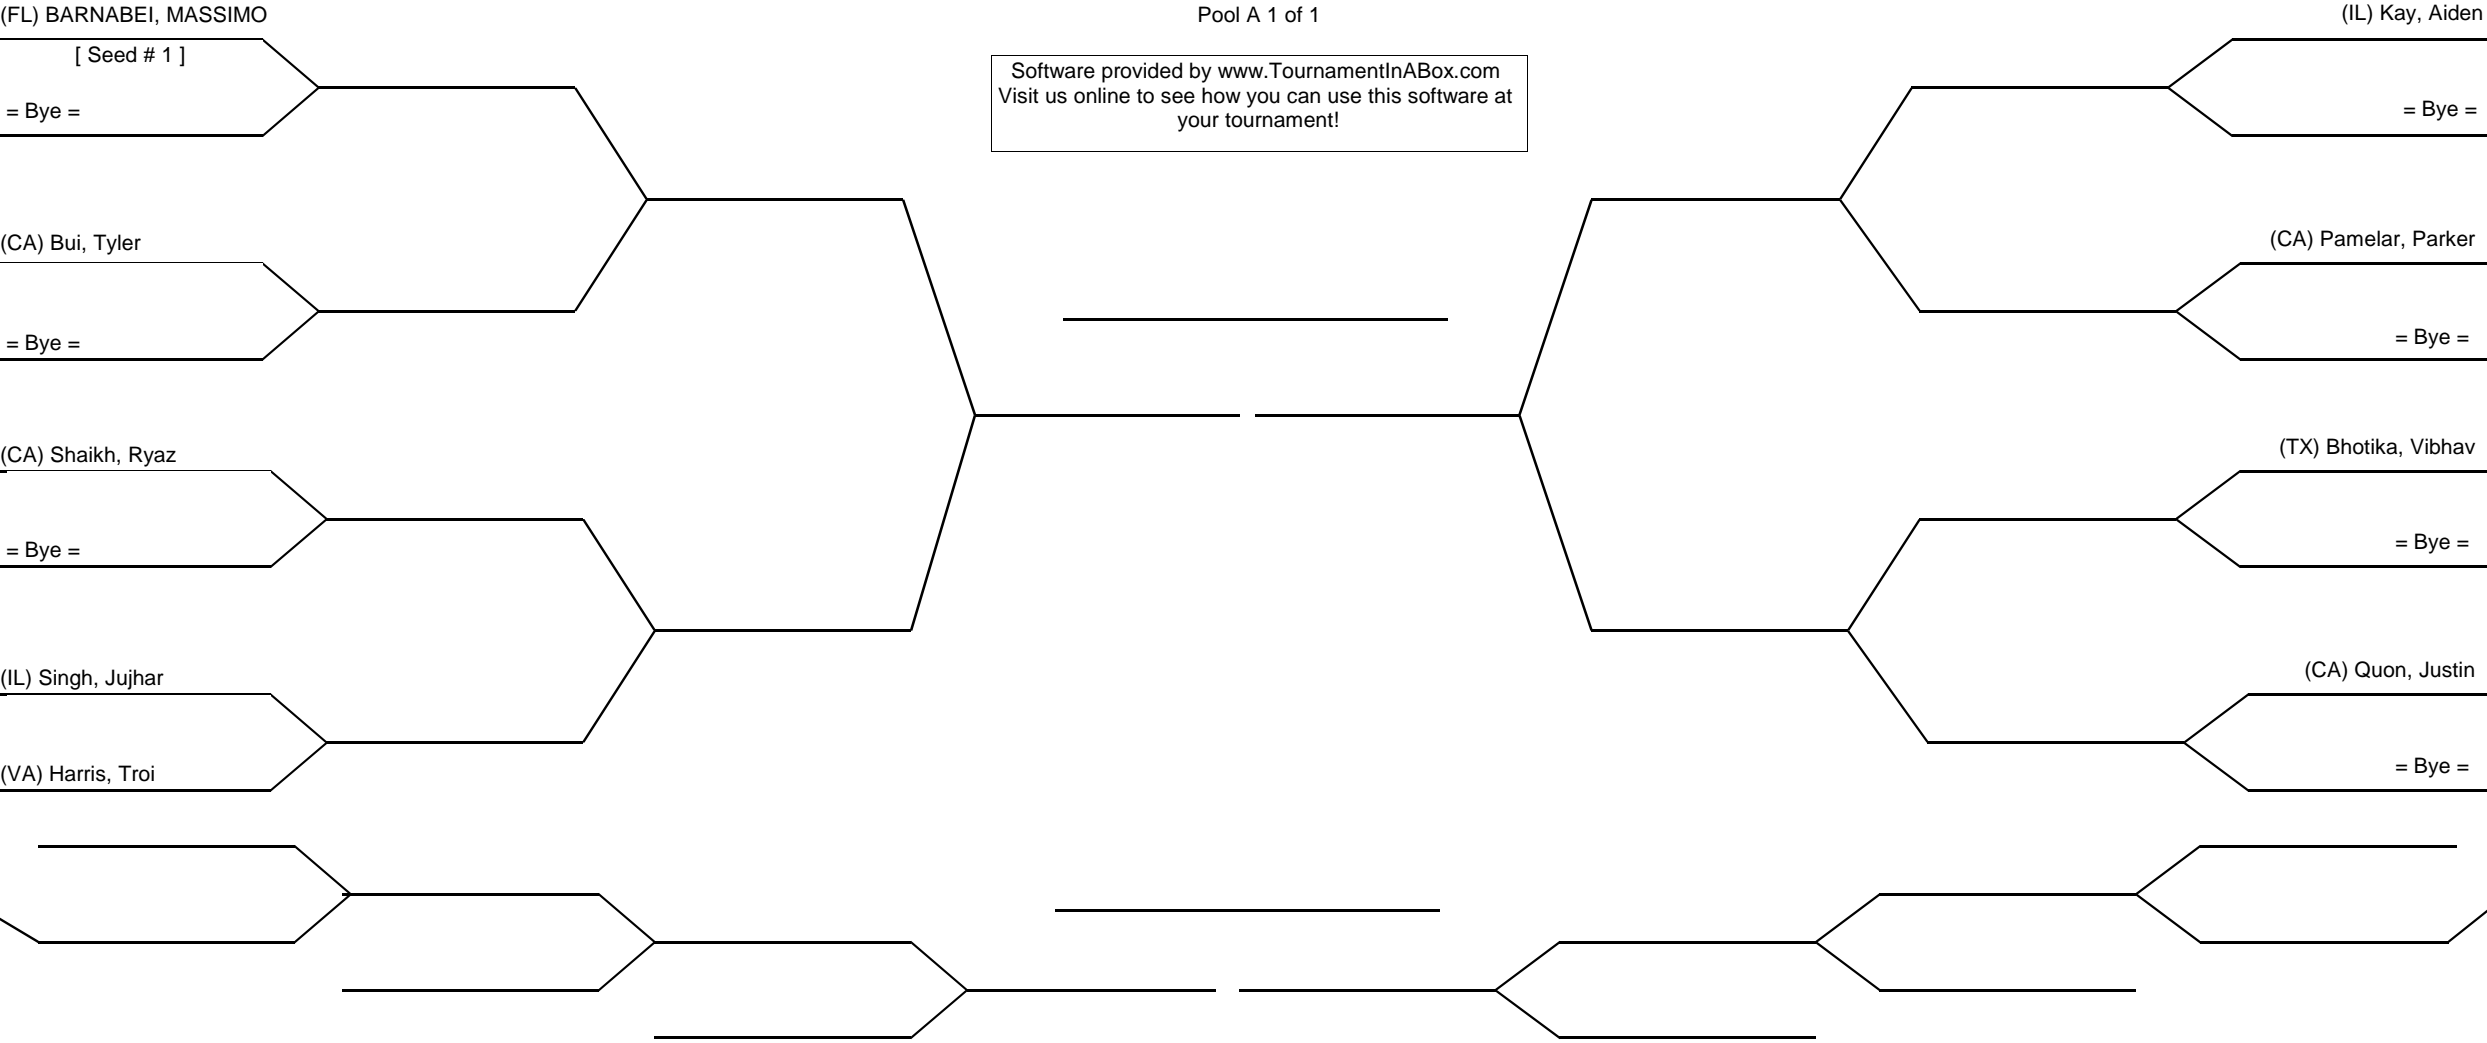 (FL) BARNABEI, MASSIMO
[ Seed # 1 ]
= Bye =
(CA) Bui, Tyler
= Bye =
(CA) Shaikh, Ryaz
= Bye =
(IL) Singh, Jujhar
(VA) Harris, Troi
Pool A 1 of 1
Software provided by www.TournamentInABox.com
Visit us online to see how you can use this software at
your tournament!
(IL) Kay, Aiden
= Bye =
(CA) Pamelar, Parker
= Bye =
(TX) Bhotika, Vibhav
= Bye =
(CA) Quon, Justin
= Bye =